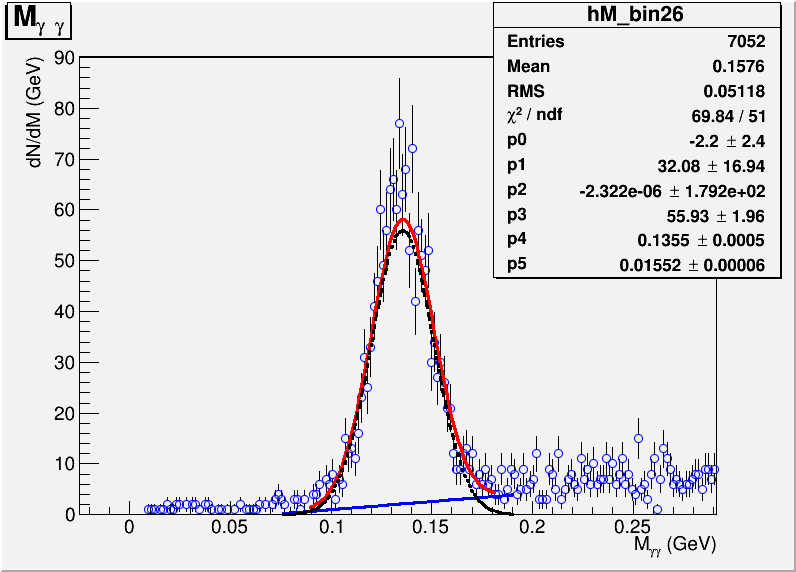 M γ γ
hM_bin26
Entries 7052
Mean 0.1576
RMS 0.05118
χ² / ndf 69.84 / 51
p0 -2.2 ± 2.4
p1 32.08 ± 16.94
p2 -2.322e-06 ± 1.792e+02
p3 55.93 ± 1.96
p4 0.1355 ± 0.0005
p5 0.01552 ± 0.00006
dN/dM (GeV)
90
80
70
60
50
40
30
20
10
0
0 0.05 0.1 0.15 0.2 0.25
Mγγ (GeV)